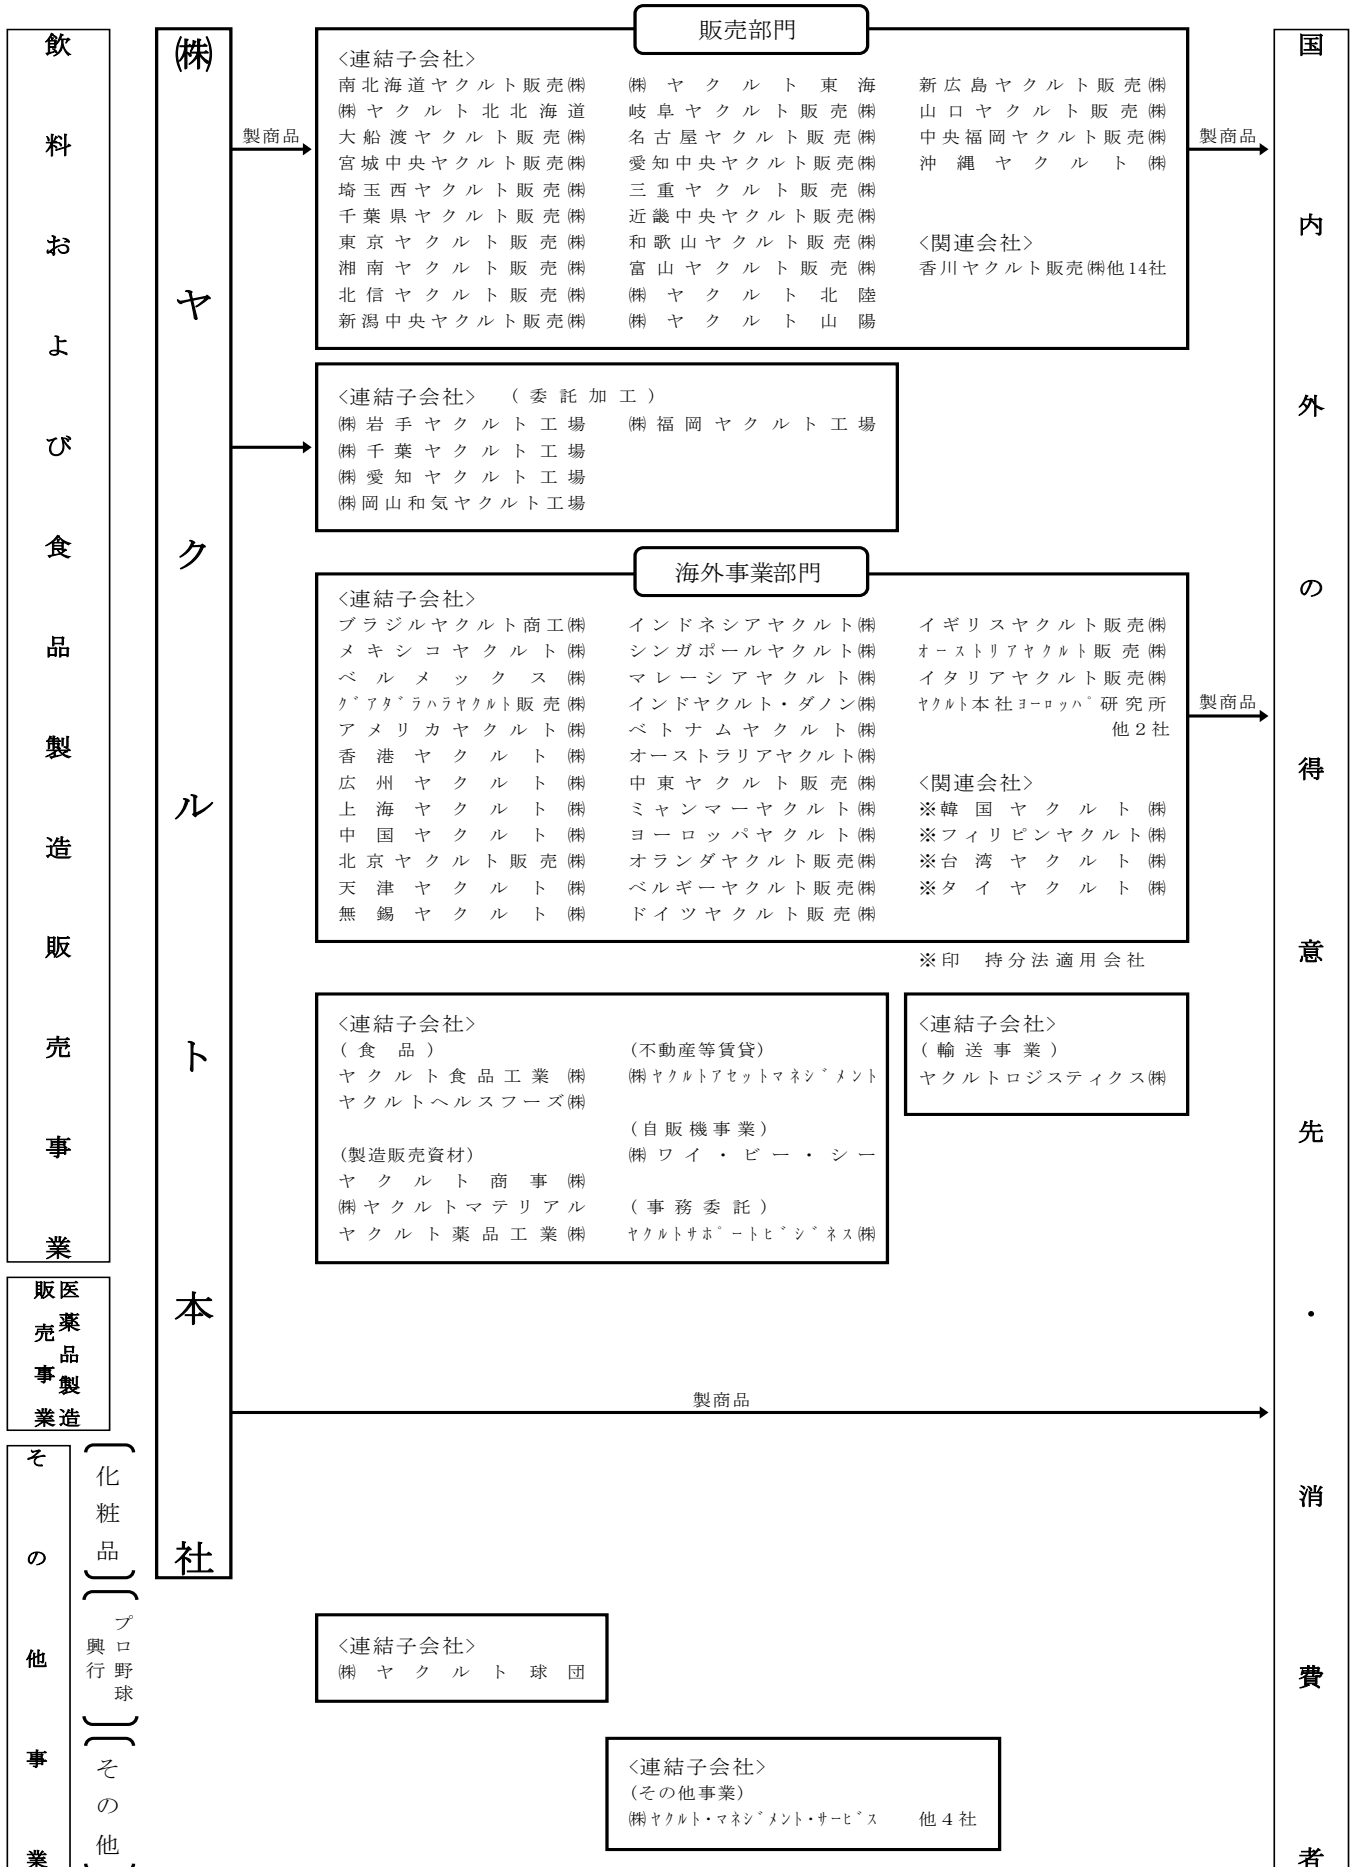 飲料および食品製造販売事業
医薬品製造
販売事業
その他事業
化粧品
プロ野球
興行
その他
㈱ヤクルト本社
製商品
販売部門
<連結子会社>
南北海道ヤクルト販売㈱
㈱ヤクルト北北海道
大船渡ヤクルト販売㈱
宮城中央ヤクルト販売㈱
埼玉西ヤクルト販売㈱
千葉県ヤクルト販売㈱
東京ヤクルト販売㈱
湘南ヤクルト販売㈱
北信ヤクルト販売㈱
新潟中央ヤクルト販売㈱
㈱ヤクルト東海
岐阜ヤクルト販売㈱
名古屋ヤクルト販売㈱
愛知中央ヤクルト販売㈱
三重ヤクルト販売㈱
近畿中央ヤクルト販売㈱
和歌山ヤクルト販売㈱
富山ヤクルト販売㈱
㈱ヤクルト北陸
㈱ヤクルト山陽
新広島ヤクルト販売㈱
山口ヤクルト販売㈱
中央福岡ヤクルト販売㈱
沖縄ヤクルト㈱
<関連会社>
香川ヤクルト販売㈱他14社
製商品
<連結子会社> (委託加工)
㈱岩手ヤクルト工場
㈱千葉ヤクルト工場
㈱愛知ヤクルト工場
㈱岡山和気ヤクルト工場
㈱福岡ヤクルト工場
海外事業部門
<連結子会社>
ブラジルヤクルト商工㈱
メキシコヤクルト㈱
ベルメックス㈱
グアダラハラヤクルト販売㈱
アメリカヤクルト㈱
香港ヤクルト㈱
広州ヤクルト㈱
上海ヤクルト㈱
中国ヤクルト㈱
北京ヤクルト販売㈱
天津ヤクルト㈱
無錫ヤクルト㈱
インドネシアヤクルト㈱
シンガポールヤクルト㈱
マレーシアヤクルト㈱
インドヤクルト・ダノン㈱
ベトナムヤクルト㈱
オーストラリアヤクルト㈱
中東ヤクルト販売㈱
ミャンマーヤクルト㈱
ヨーロッパヤクルト㈱
オランダヤクルト販売㈱
ベルギーヤクルト販売㈱
ドイツヤクルト販売㈱
イギリスヤクルト販売㈱
オーストリアヤクルト販売㈱
イタリアヤクルト販売㈱
ヤクルト本社ヨーロッパ研究所
他2社
<関連会社>
※韓国ヤクルト㈱
※フィリピンヤクルト㈱
※台湾ヤクルト㈱
※タイヤクルト㈱
製商品
※印 持分法適用会社
<連結子会社>
(食品)
ヤクルト食品工業㈱
ヤクルトヘルスフーズ㈱
(製造販売資材)
ヤクルト商事㈱
㈱ヤクルトマテリアル
ヤクルト薬品工業㈱
(不動産等賃貸)
㈱ヤクルトアセットマネジメント
(自販機事業)
㈱ワイ・ビー・シー
(事務委託)
ヤクルトサポートビジネス㈱
<連結子会社>
(輸送事業)
ヤクルトロジスティクス㈱
製商品
<連結子会社>
㈱ヤクルト球団
<連結子会社>
(その他事業)
㈱ヤクルト・マネジメント・サービス 他4社
国内外の得意先・消費者